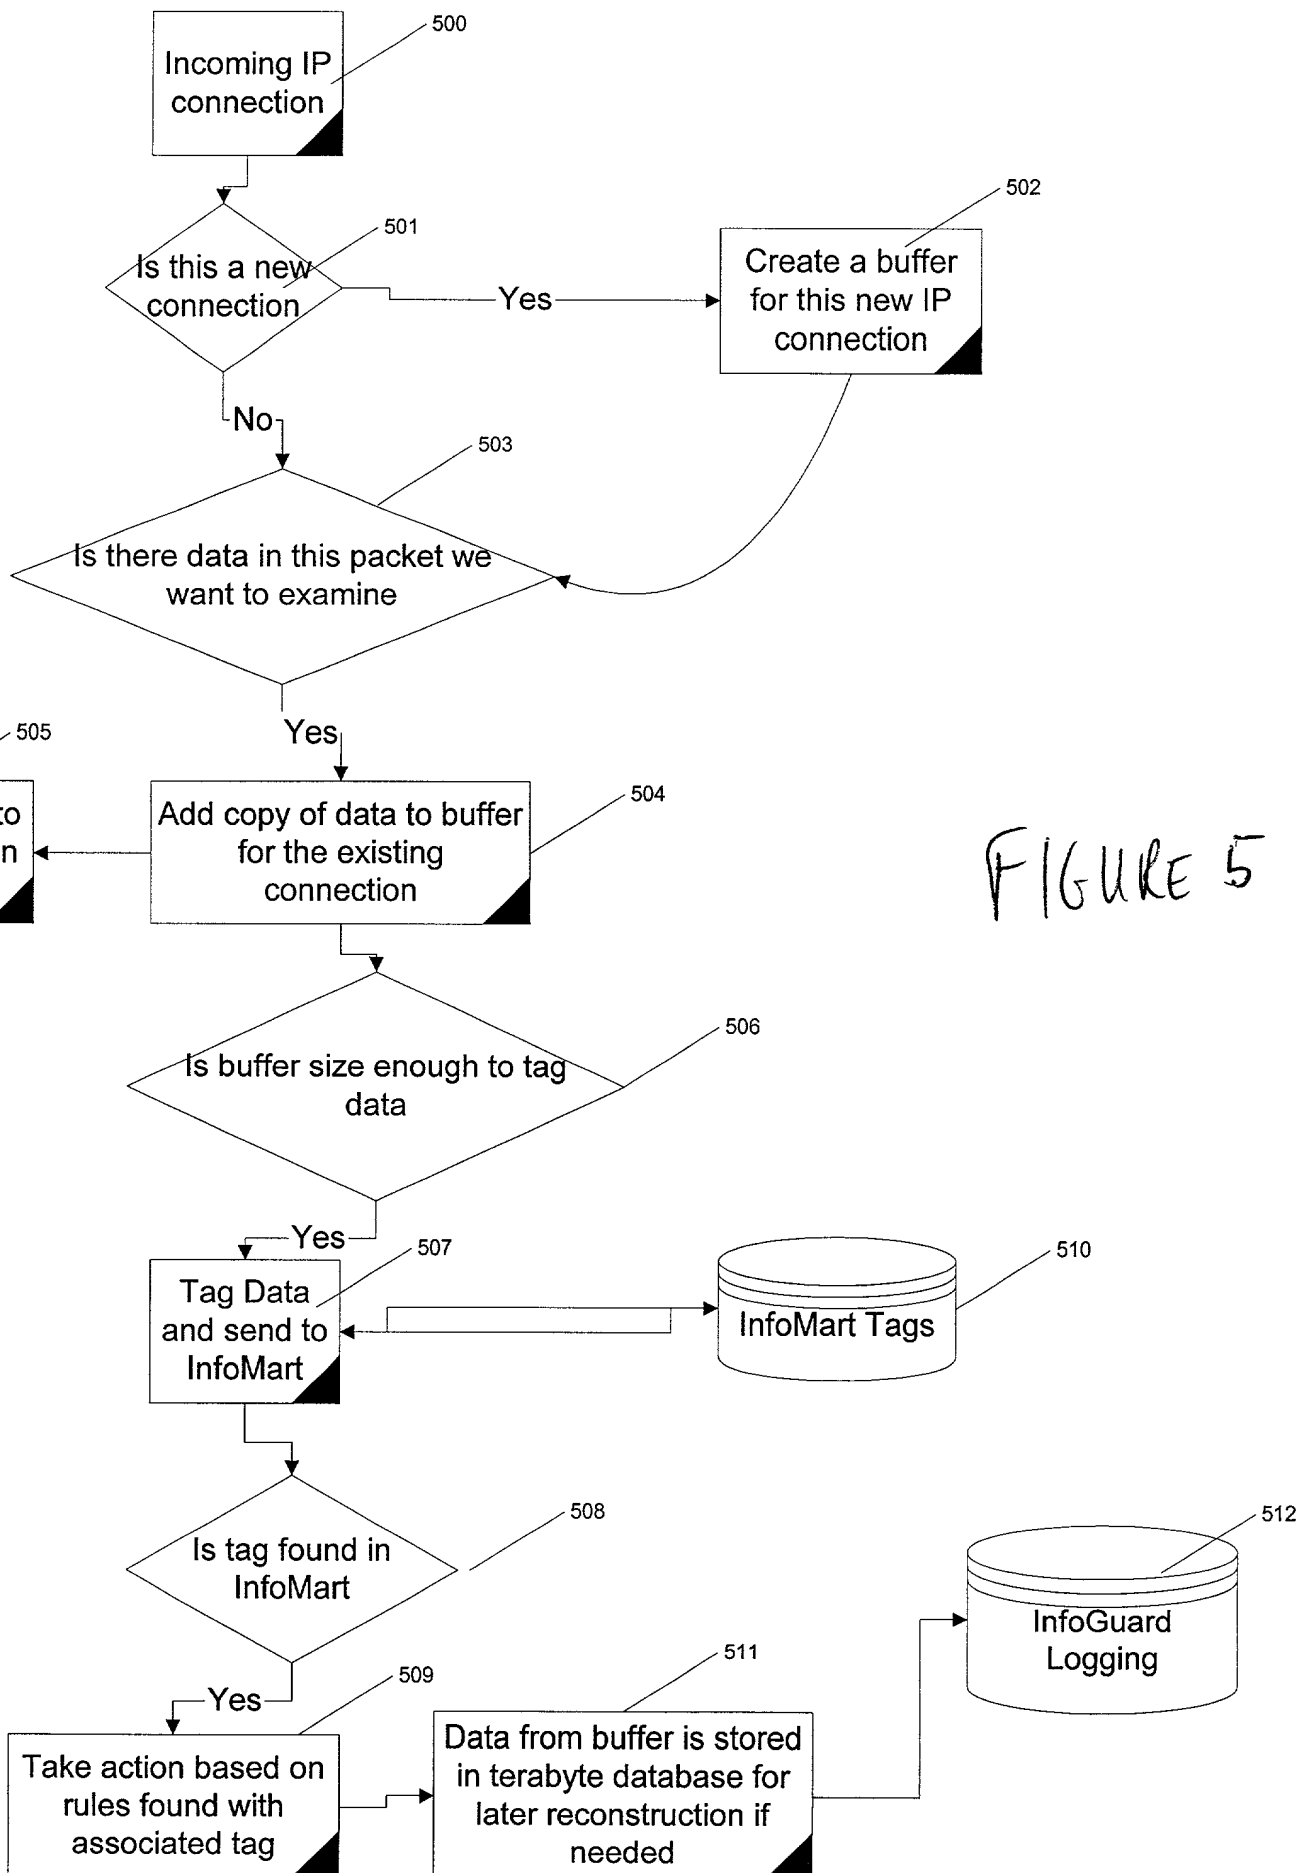 500
Incoming IP
connection
501
Is this a new
connection
Yes
502
Create a buffer
for this new IP
connection
No
503
Is there data in this packet we
want to examine
Yes
505
to
n
504
Add copy of data to buffer
for the existing
connection
FIGURE 5
506
Is buffer size enough to tag
data
Yes
507
Tag Data
and send to
InfoMart
510
InfoMart Tags
508
Is tag found in
InfoMart
512
InfoGuard
Logging
Yes
509
Take action based on
rules found with
associated tag
511
Data from buffer is stored
in terabyte database for
later reconstruction if
needed